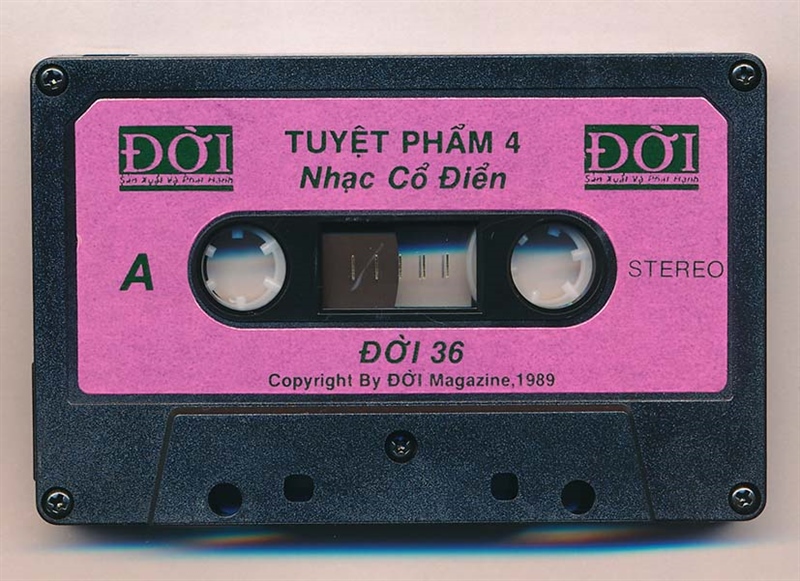 ĐỜI
Sản Xuất Và Phát Hành
TUYỆT PHẨM 4
Nhạc Cổ Điển
ĐỜI
Sản Xuất Và Phát Hành
A
STEREO
ĐỜI 36
Copyright By ĐỜI Magazine,1989